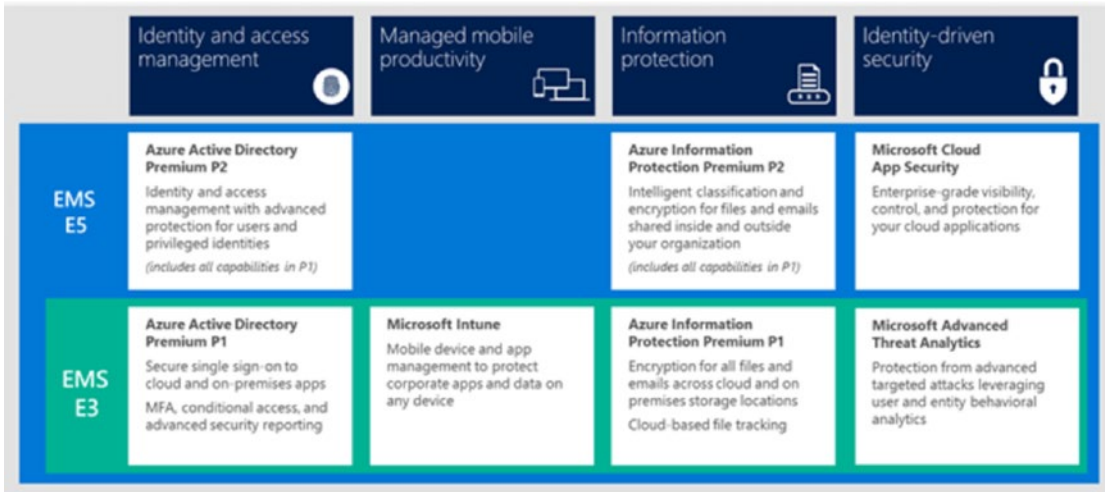 Identity and access
management
Managed mobile
productivity
Information
protection
Identity-driven
security
EMS
E5
Azure Active Directory
Premium P2
Identity and access
management with advanced
protection for users and
privileged identities
(includes all capabilities in P1)
Azure Information
Protection Premium P2
Intelligent classification and
encryption for files and emails
shared inside and outside
your organization
(includes all capabilities in P1)
Microsoft Cloud
App Security
Enterprise-grade visibility,
control, and protection for
your cloud applications
EMS
E3
Azure Active Directory
Premium P1
Secure single sign-on to
cloud and on-premises apps
MFA, conditional access, and
advanced security reporting
Microsoft Intune
Mobile device and app
management to protect
corporate apps and data on
any device
Azure Information
Protection Premium P1
Encryption for all files and
emails across cloud and on
premises storage locations
Cloud-based file tracking
Microsoft Advanced
Threat Analytics
Protection from advanced
targeted attacks leveraging
user and entity behavioral
analytics